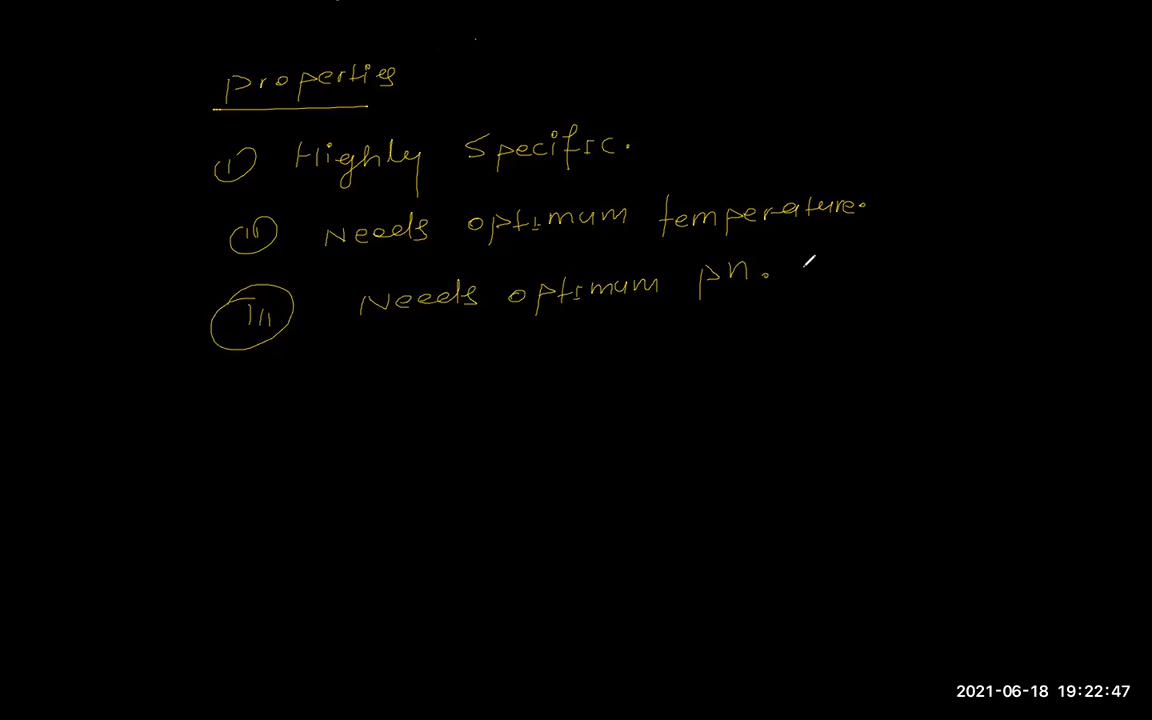 Properties
(i) Highly specific.
(ii) Needs optimum temperature.
(iii) Needs optimum pH.
2021-06-18 19:22:47